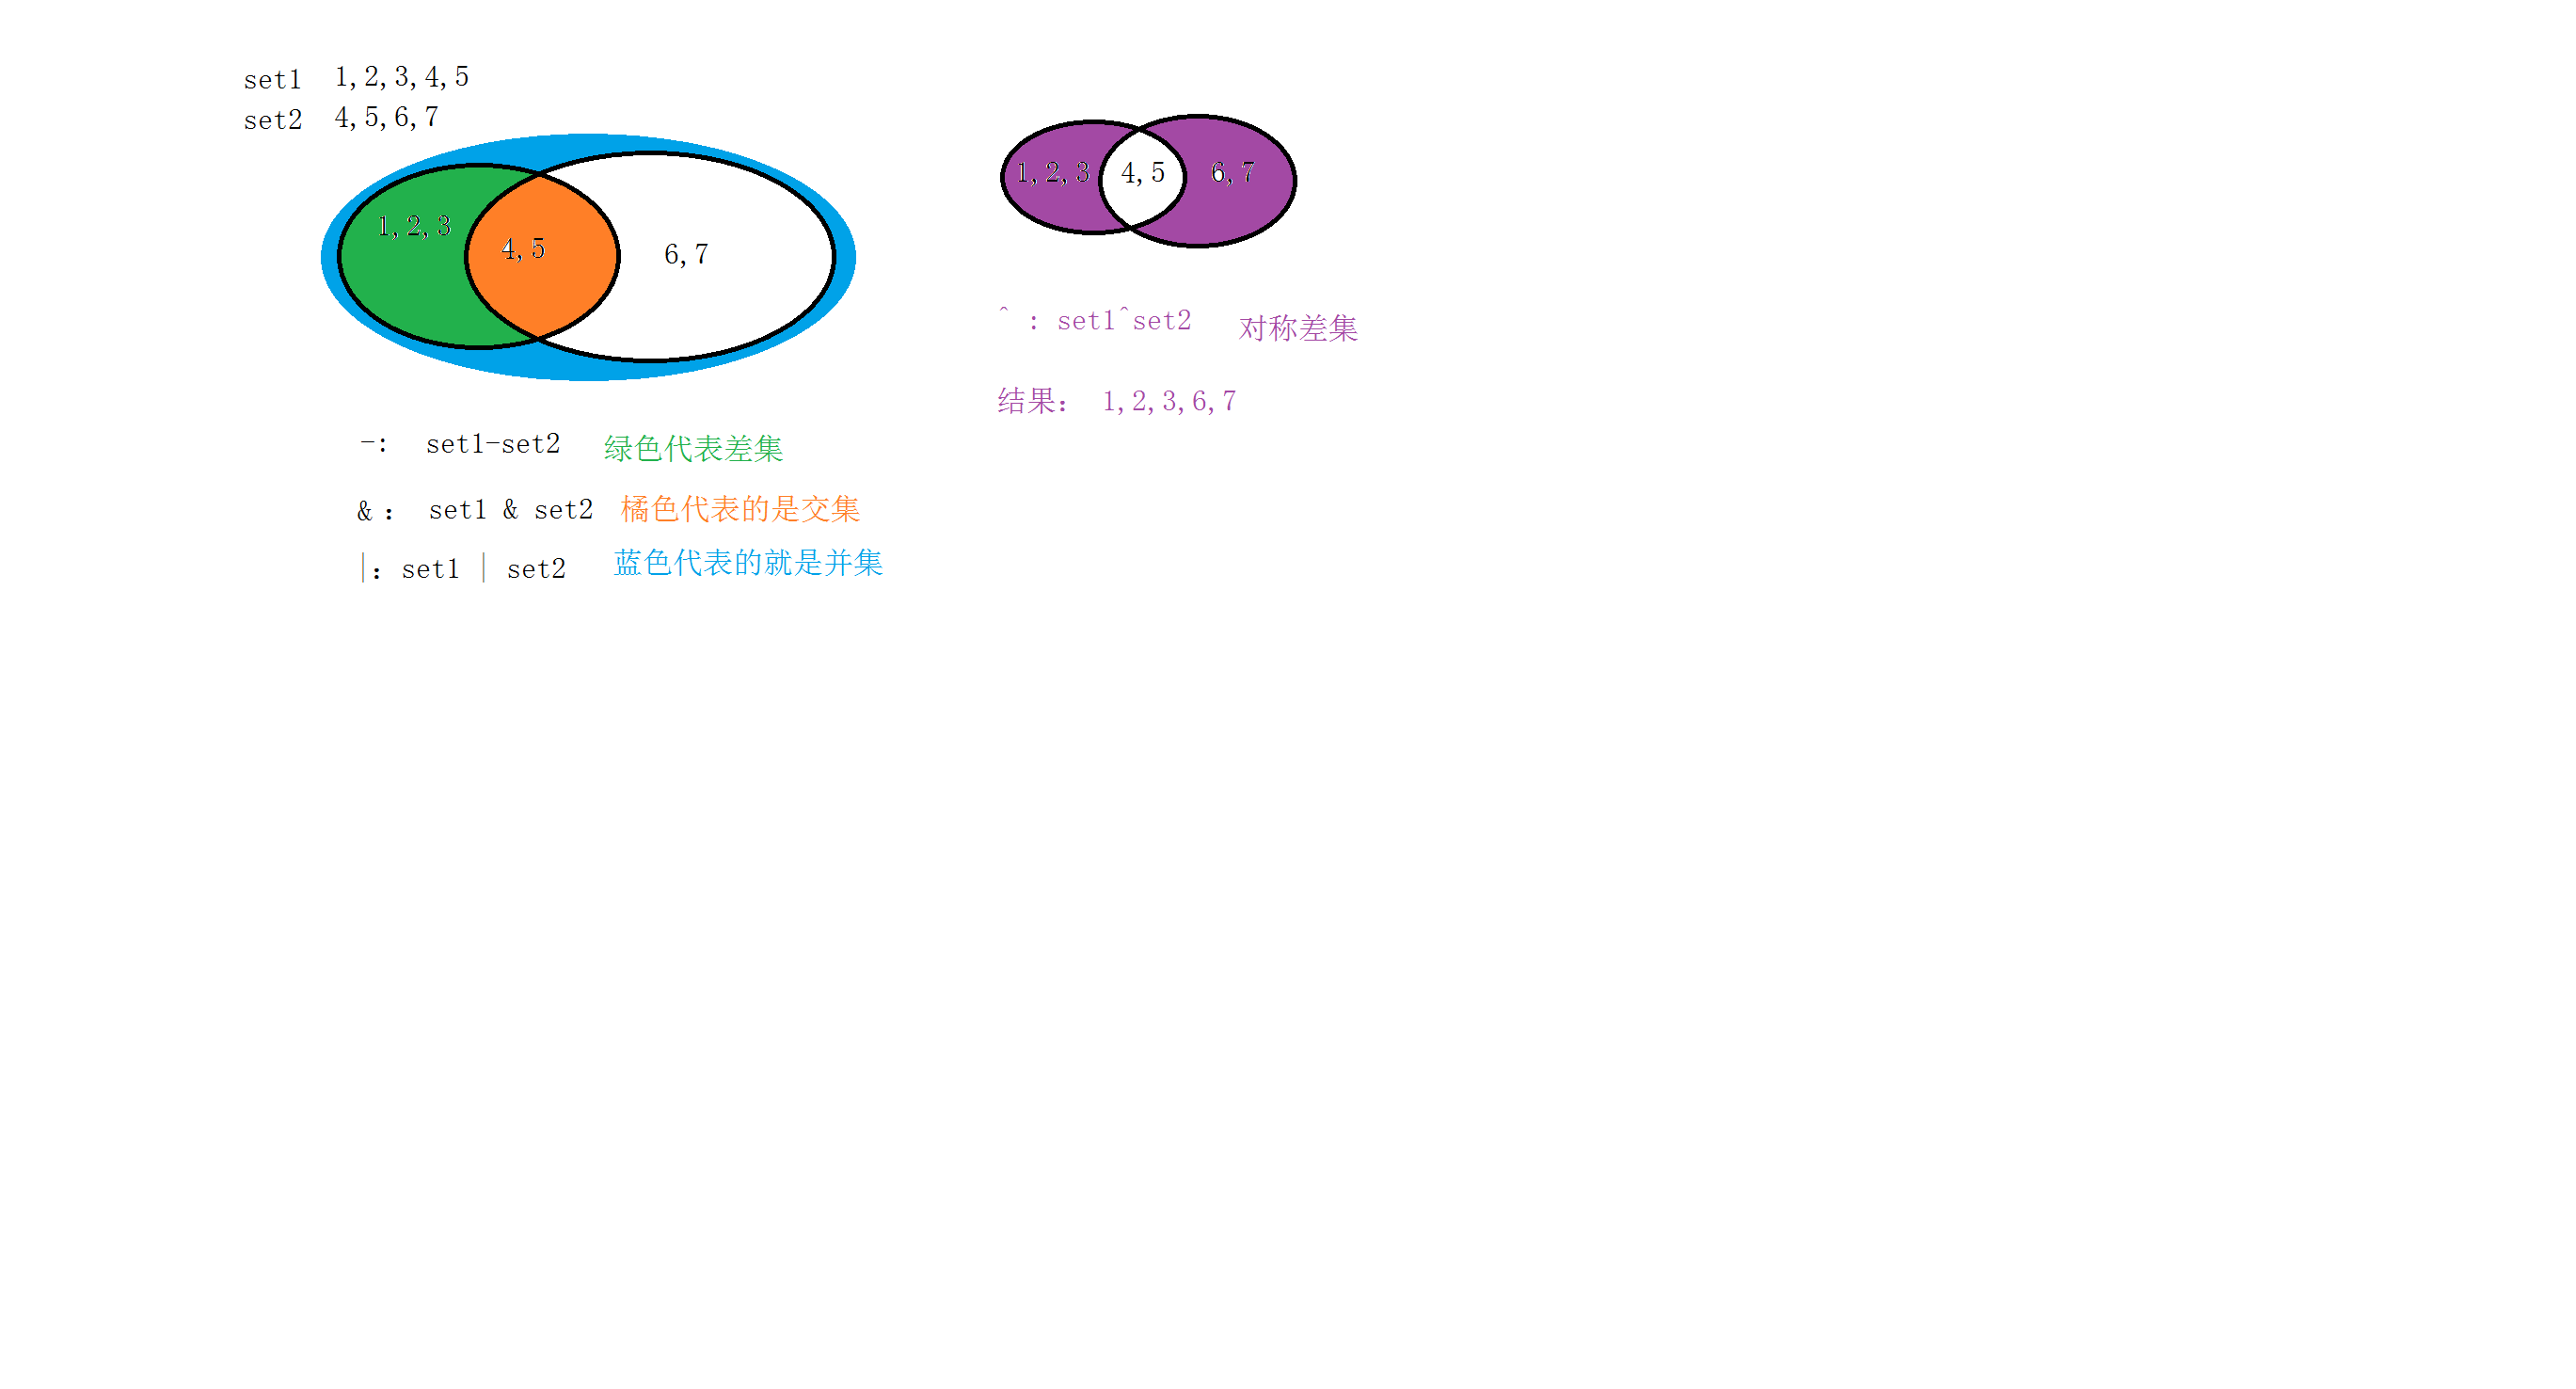 set1 1,2,3,4,5
set2 4,5,6,7
1,2,3 4,5 6,7
-: set1-set2 绿色代表差集
& : set1 & set2 橘色代表的是交集
|: set1 | set2 蓝色代表的就是并集
1,2,3 4,5 6,7
^ : set1^set2 对称差集
结果： 1,2,3,6,7